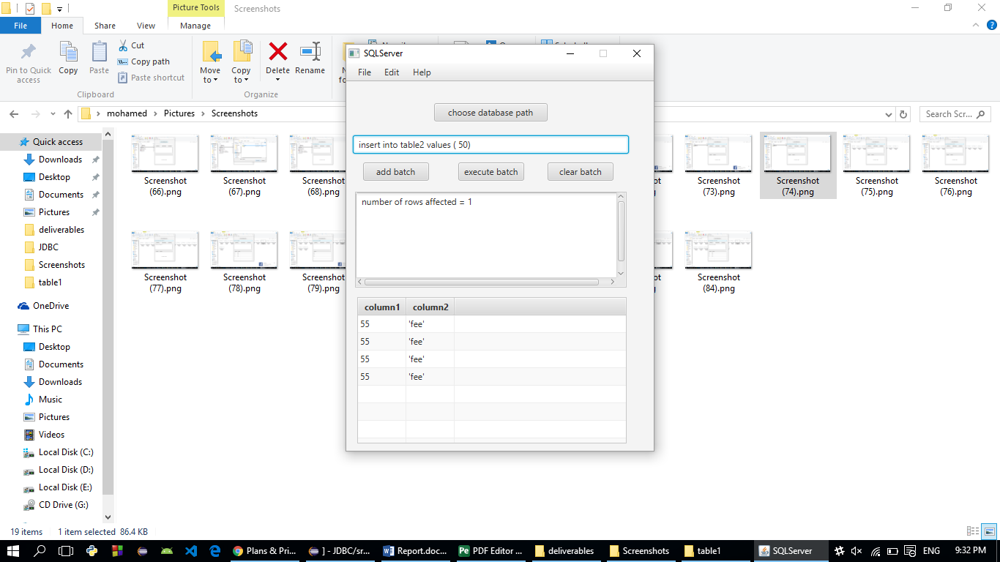 Picture Tools
Screenshots
File
Home
Share
View
Manage
Pin to Quick
access
Copy
Paste
Cut
Copy path
Paste shortcut
Move
to
Copy
to
Delete
Rename
Clipboard
Organize
mohamed
Pictures
Screenshots
Search Scr...
SQLServer
File
Edit
Help
choose database path
insert into table2 values ( 50)
add batch
execute batch
clear batch
number of rows affected = 1
column1 column2
55 'fee'
55 'fee'
55 'fee'
55 'fee'
Quick access
Downloads
Desktop
Documents
Pictures
deliverables
JDBC
Screenshots
table1
OneDrive
This PC
Desktop
Documents
Downloads
Music
Pictures
Videos
Local Disk (C:)
Local Disk (D:)
Local Disk (E:)
CD Drive (G:)
Screenshot
(66).png
Screenshot
(67).png
Screenshot
(68).png
Screenshot
(73).png
Screenshot
(74).png
Screenshot
(75).png
Screenshot
(76).png
Screenshot
(77).png
Screenshot
(78).png
Screenshot
(79).png
Screenshot
(84).png
19 items
1 item selected 86.4 KB
Plans & Pri...
] - JDBC/sr...
Report.doc...
PDF Editor ...
deliverables
Screenshots
table1
SQLServer
ENG
9:32 PM